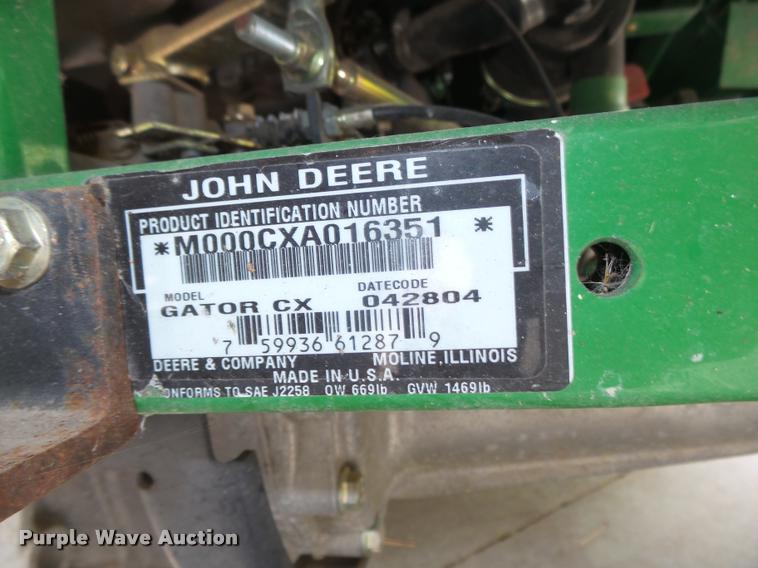 JOHN DEERE
PRODUCT IDENTIFICATION NUMBER
*M000CXA016351 *
MODEL DATECODE
GATOR CX 042804
7 59936 61287 9
DEERE & COMPANY MOLINE,ILLINOIS
MADE IN U.S.A.
ONFORMS TO SAE J2258 OW 669lb GVW 1469lb
Purple Wave Auction